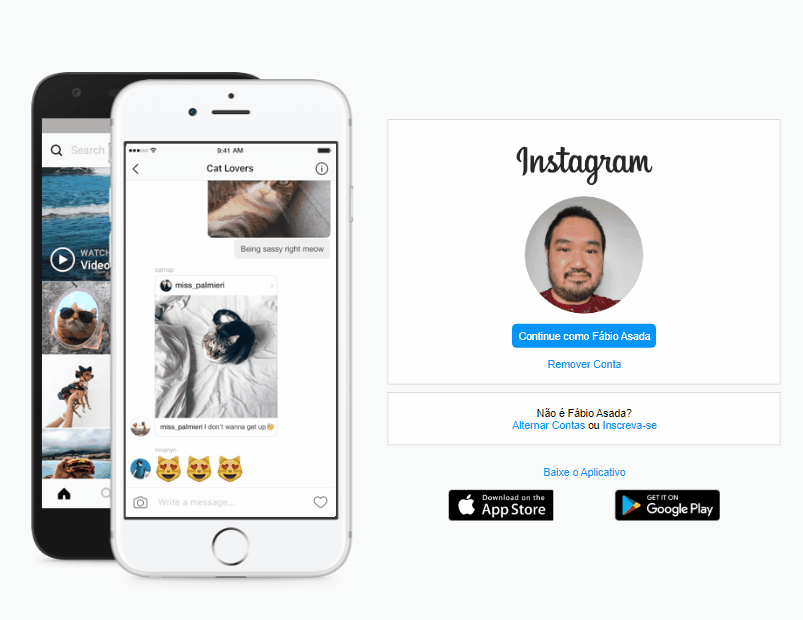 Search
WATCH
Video
9:41 AM
Cat Lovers
Being sassy right meow
catnap
miss_palmieri
miss_palmieri I don't wanna get up
Write a message...
Instagram
Continue como Fábio Asada
Remover Conta
Não é Fábio Asada?
Alternar Contas ou Inscreva-se
Baixe o Aplicativo
Download on the
App Store
GET IT ON
Google Play